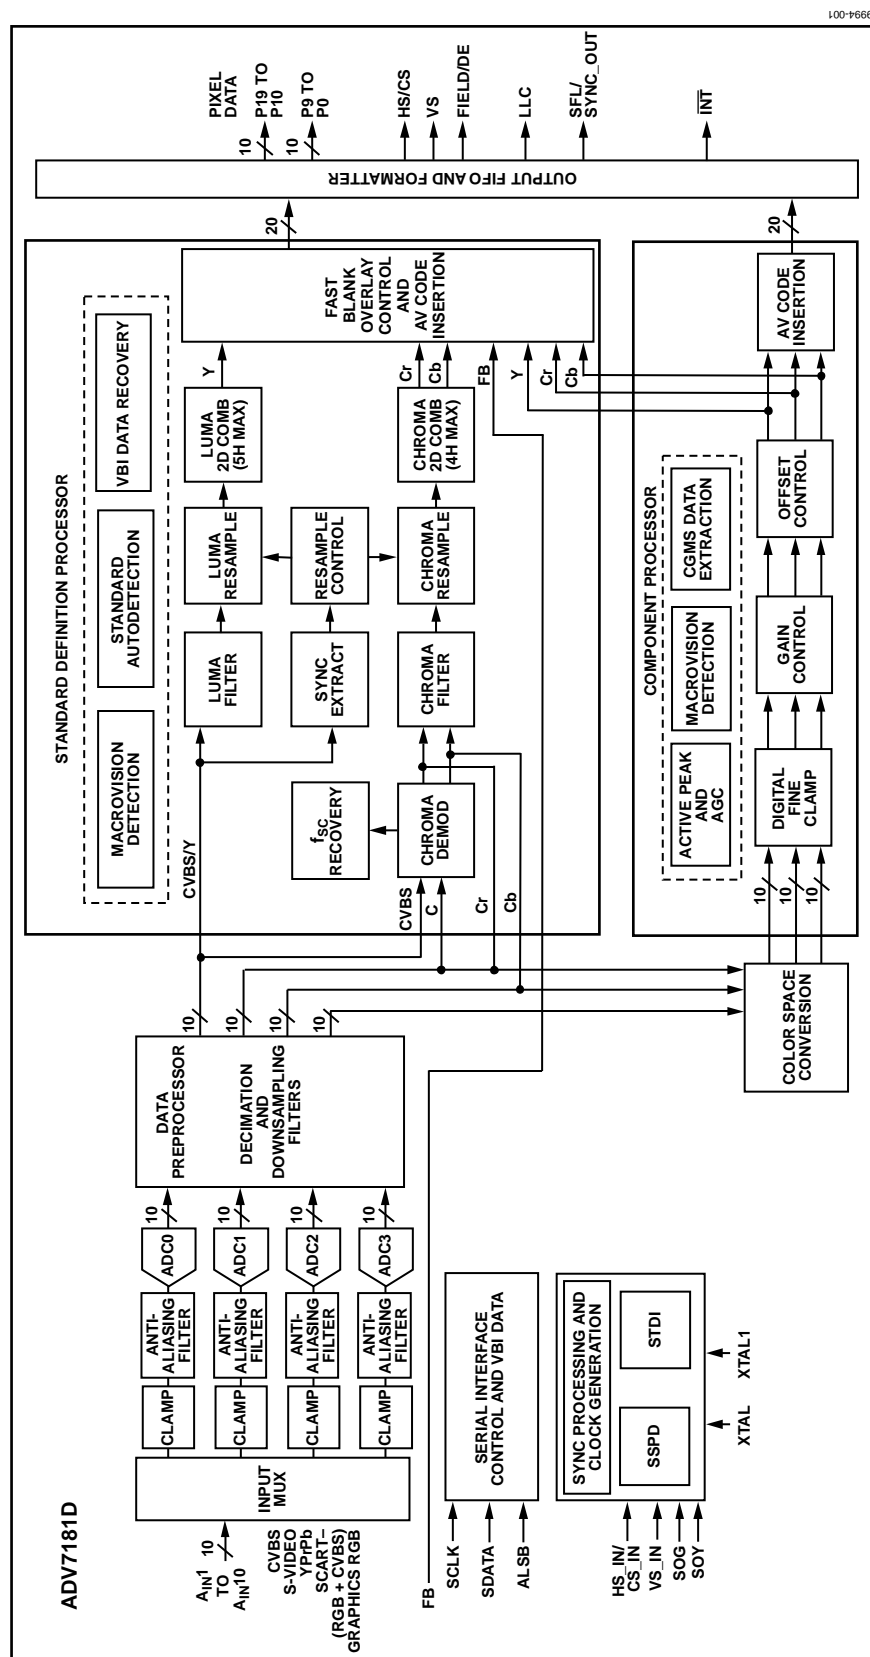 ADV7181D
A_IN1
TO
A_IN10
10
CVBS
S-VIDEO
YPrPb
SCART–
(RGB + CVBS)
GRAPHICS RGB
INPUT
MUX
CLAMP
ANTI-
ALIASING
FILTER
ADC0
10
CLAMP
ANTI-
ALIASING
FILTER
ADC1
10
CLAMP
ANTI-
ALIASING
FILTER
ADC2
10
CLAMP
ANTI-
ALIASING
FILTER
ADC3
10
DATA
PREPROCESSOR
DECIMATION
AND
DOWNSAMPLING
FILTERS
10
10
10
10
FB
SCLK
SDATA
ALSB
SERIAL INTERFACE
CONTROL AND VBI DATA
HS_IN/
CS_IN
VS_IN
SOG
SOY
SYNC PROCESSING AND
CLOCK GENERATION
SSPD
STDI
XTAL
XTAL1
COLOR SPACE
CONVERSION
STANDARD DEFINITION PROCESSOR
MACROVISION
DETECTION
STANDARD
AUTODETECTION
VBI DATA RECOVERY
CVBS/Y
LUMA
FILTER
LUMA
RESAMPLE
LUMA
2D COMB
(5H MAX)
Y
SYNC
EXTRACT
RESAMPLE
CONTROL
fSC
RECOVERY
CVBS
C
Cr
Cb
CHROMA
DEMOD
CHROMA
FILTER
CHROMA
RESAMPLE
CHROMA
2D COMB
(4H MAX)
Cr
Cb
FB
Y
Cr
Cb
FAST
BLANK
OVERLAY
CONTROL
AND
AV CODE
INSERTION
20
COMPONENT PROCESSOR
ACTIVE PEAK
AND
AGC
MACROVISION
DETECTION
CGMS DATA
EXTRACTION
10
10
10
DIGITAL
FINE
CLAMP
GAIN
CONTROL
OFFSET
CONTROL
AV CODE
INSERTION
20
OUTPUT FIFO AND FORMATTER
PIXEL
DATA
10
P19 TO
P10
10
P9 TO
P0
HS/CS
VS
FIELD/DE
LLC
SFL/
SYNC_OUT
INT